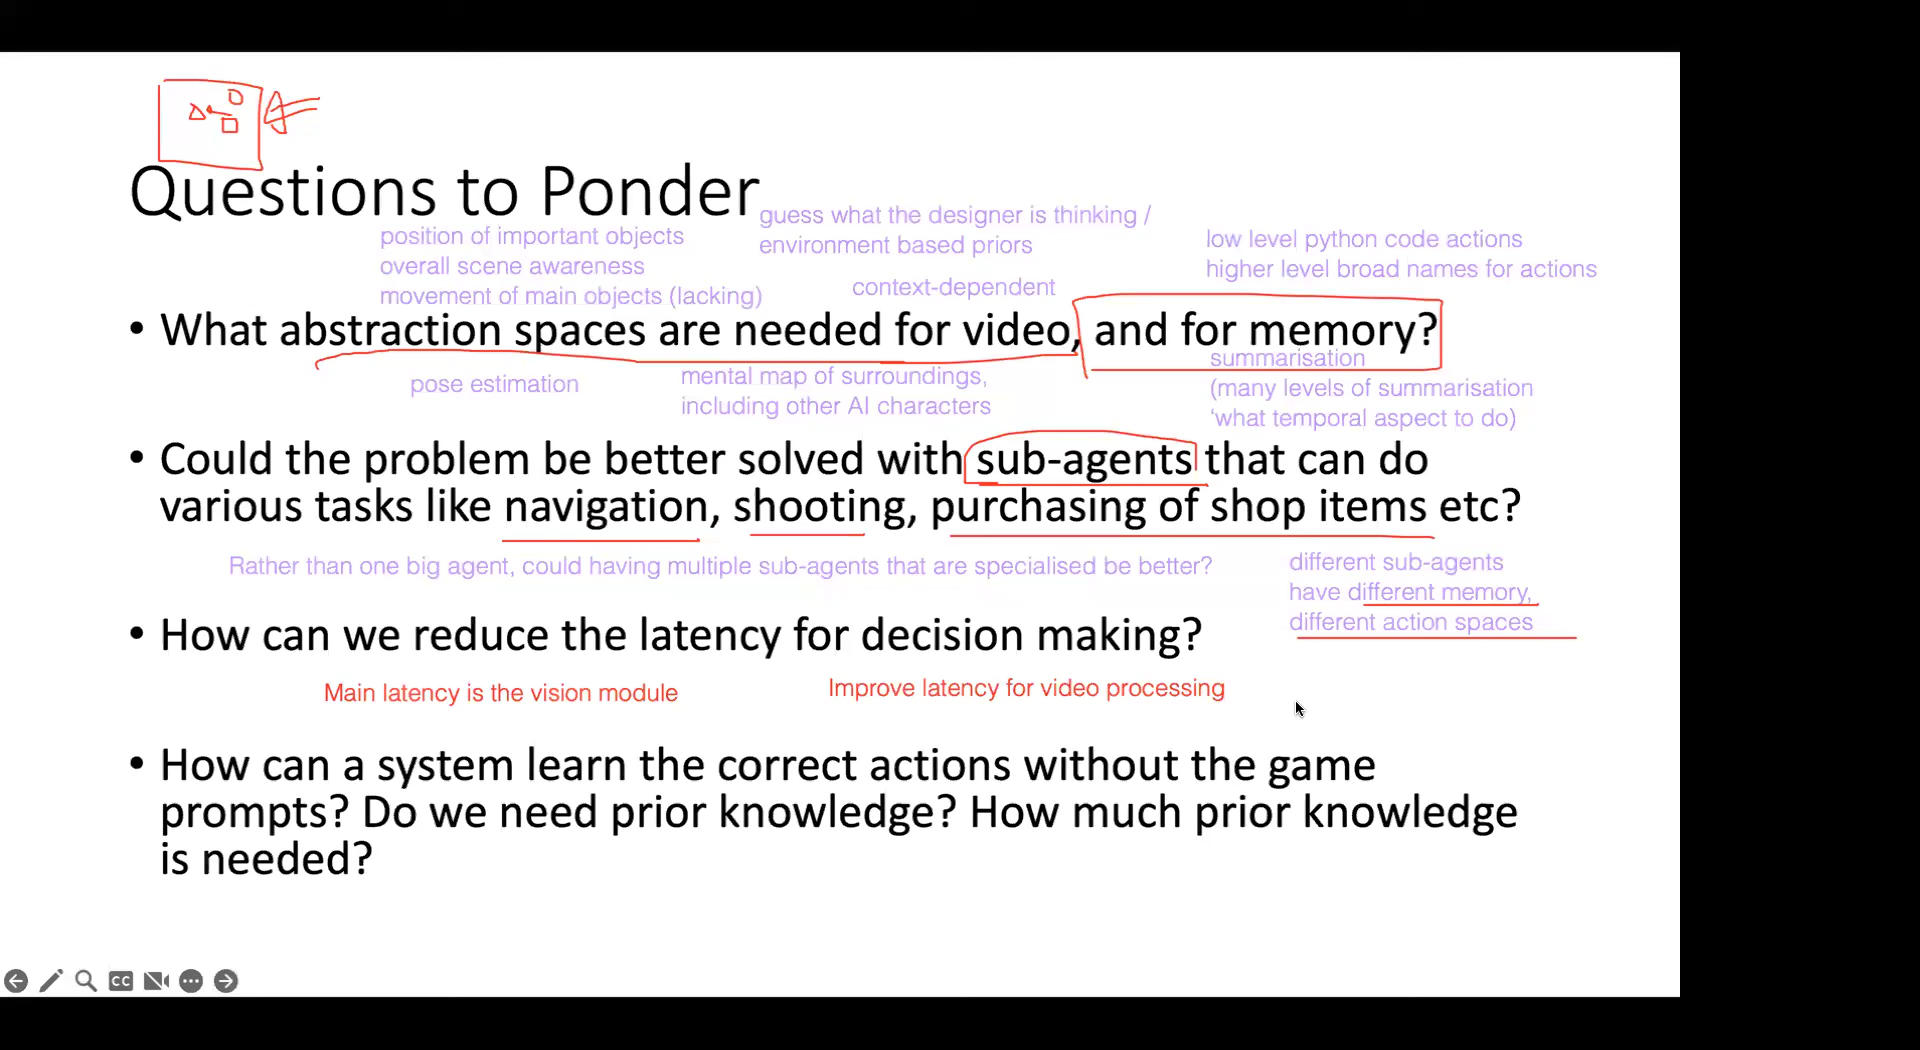 Questions to Ponder
guess what the designer is thinking /
environment based priors
position of important objects
overall scene awareness
movement of main objects (lacking)
context-dependent
low level python code actions
higher level broad names for actions
• What abstraction spaces are needed for video, and for memory?
pose estimation
mental map of surroundings,
including other AI characters
summarisation
(many levels of summarisation
‘what temporal aspect to do)
• Could the problem be better solved with sub-agents that can do
various tasks like navigation, shooting, purchasing of shop items etc?
Rather than one big agent, could having multiple sub-agents that are specialised be better?
different sub-agents
have different memory,
different action spaces
• How can we reduce the latency for decision making?
Main latency is the vision module
Improve latency for video processing
• How can a system learn the correct actions without the game
prompts? Do we need prior knowledge? How much prior knowledge
is needed?
CC